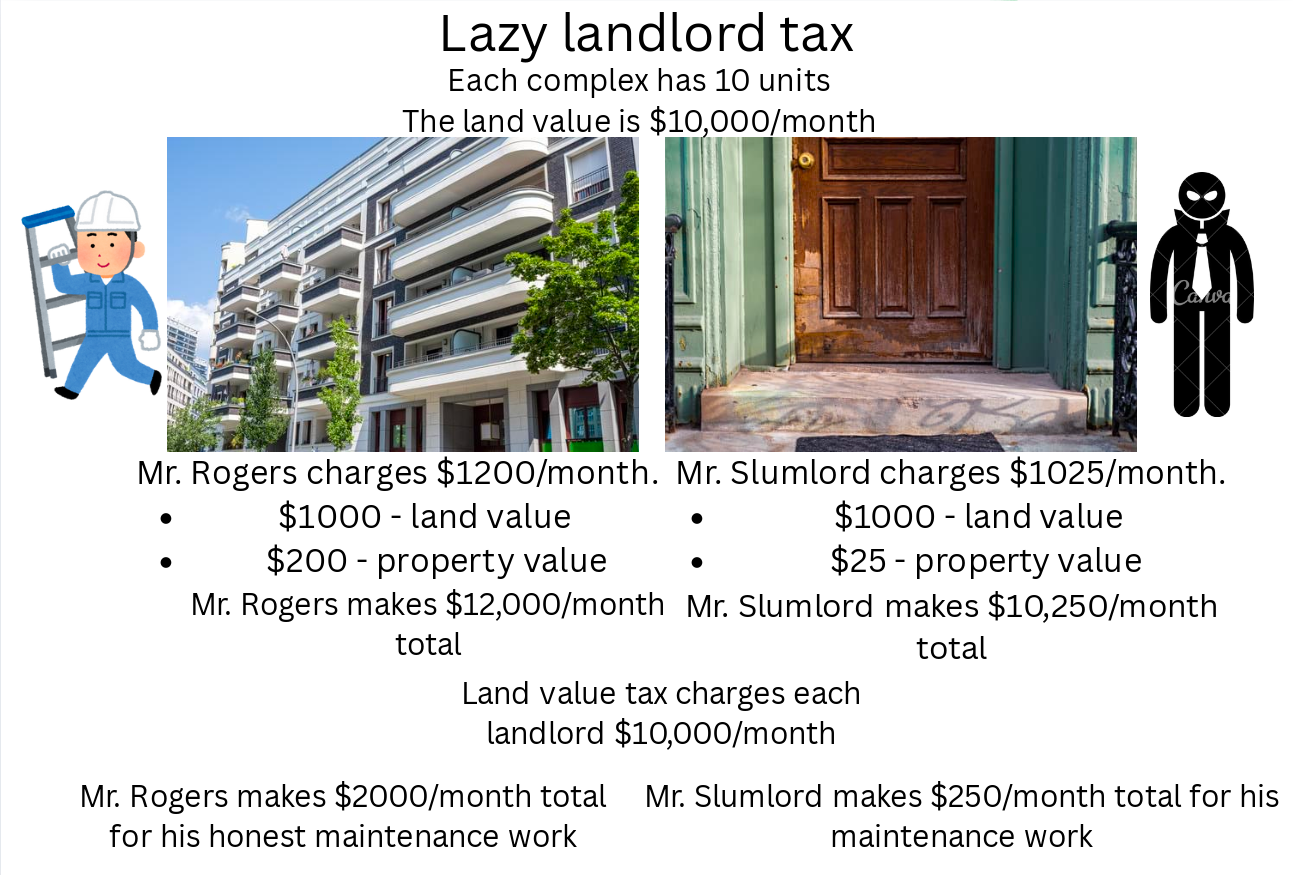 Lazy landlord tax
Each complex has 10 units
The land value is $10,000/month
Canva
Mr. Rogers charges $1200/month.
• $1000 - land value
• $200 - property value
Mr. Rogers makes $12,000/month
total
Mr. Slumlord charges $1025/month.
• $1000 - land value
• $25 - property value
Mr. Slumlord makes $10,250/month
total
Land value tax charges each
landlord $10,000/month
Mr. Rogers makes $2000/month total
for his honest maintenance work
Mr. Slumlord makes $250/month total for his
maintenance work